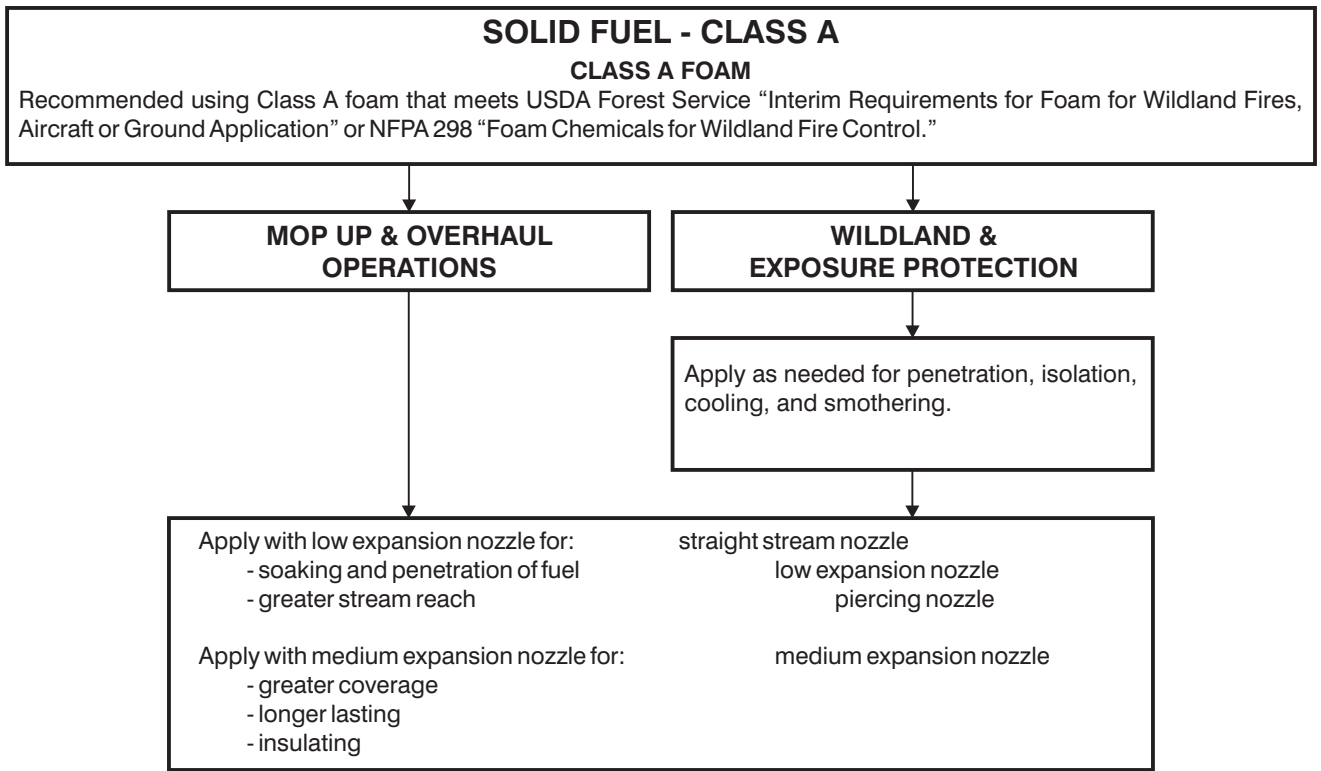 SOLID FUEL - CLASS A
CLASS A FOAM
Recommended using Class A foam that meets USDA Forest Service “Interim Requirements for Foam for Wildland Fires,
Aircraft or Ground Application” or NFPA 298 “Foam Chemicals for Wildland Fire Control.”
MOP UP & OVERHAUL
OPERATIONS
WILDLAND &
EXPOSURE PROTECTION
Apply as needed for penetration, isolation,
cooling, and smothering.
Apply with low expansion nozzle for: straight stream nozzle
- soaking and penetration of fuel low expansion nozzle
- greater stream reach piercing nozzle
Apply with medium expansion nozzle for: medium expansion nozzle
- greater coverage
- longer lasting
- insulating